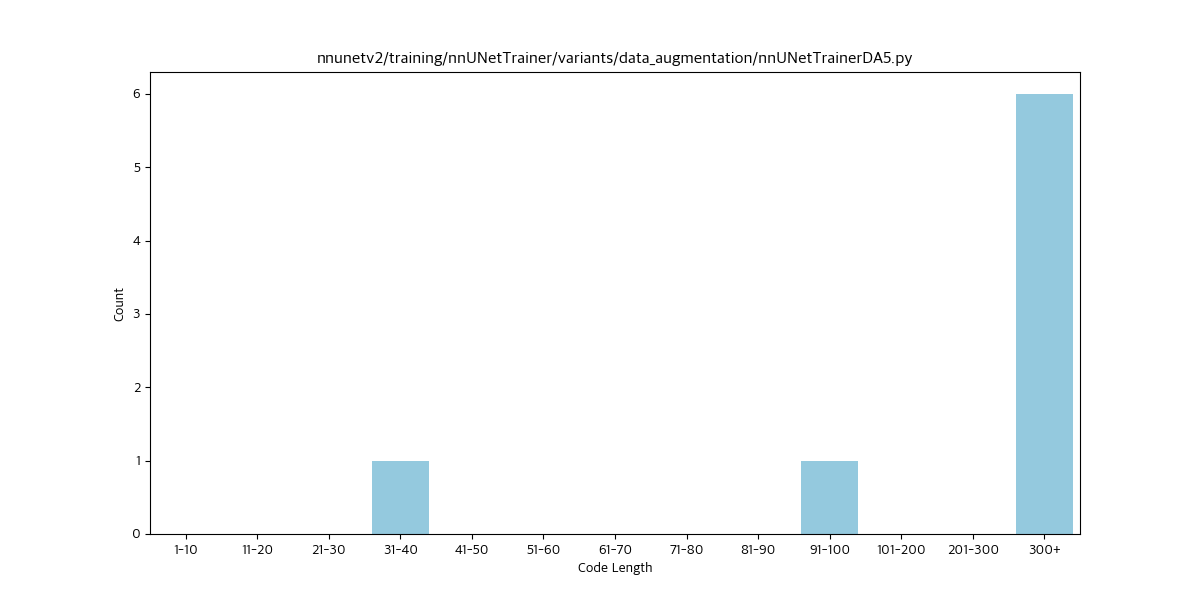 nnunetv2/training/nnUNetTrainer/variants/data_augmentation/nnUNetTrainerDA5.py
6
5
4
3
2
1
0
Count
1-10 11-20 21-30 31-40 41-50 51-60 61-70 71-80 81-90 91-100 101-200 201-300 300+
Code Length